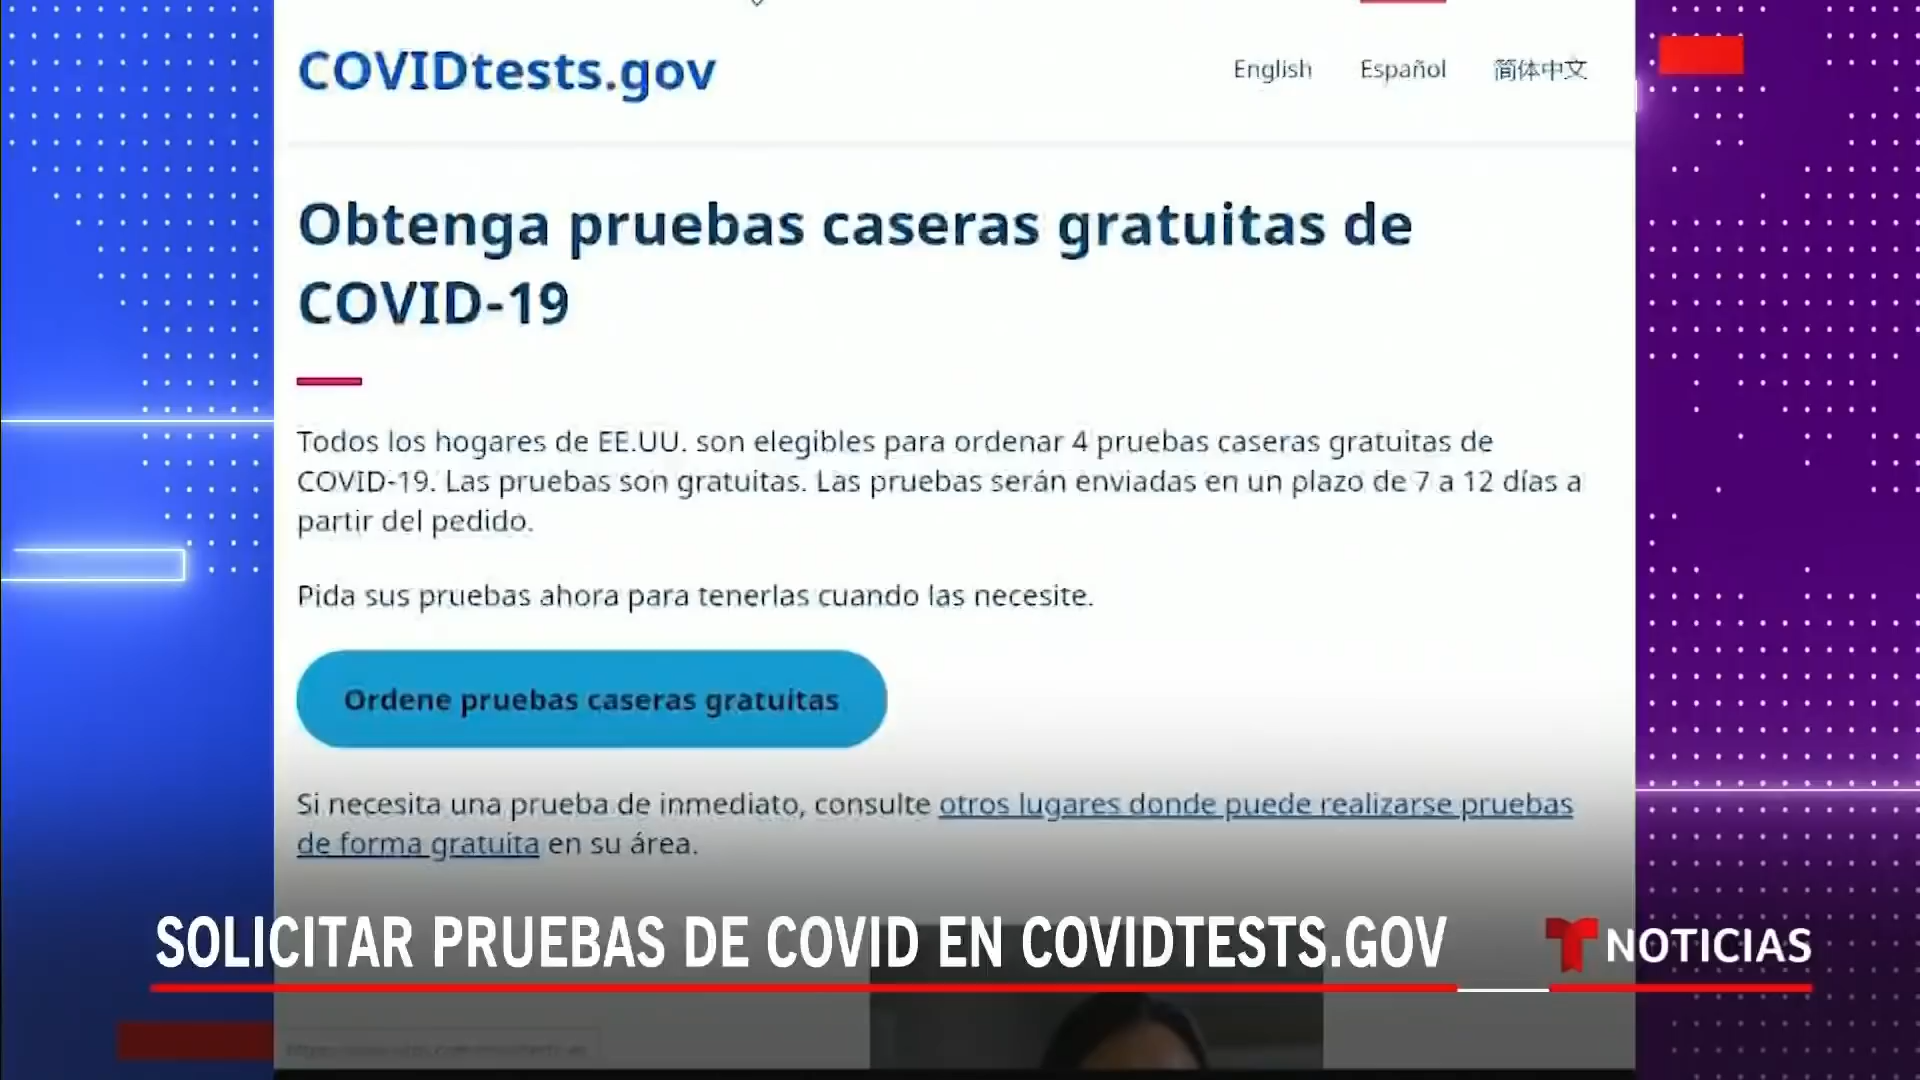 COVIDtests.gov
English Español 简体中文
Obtenga pruebas caseras gratuitas de
COVID-19
Todos los hogares de EE.UU. son elegibles para ordenar 4 pruebas caseras gratuitas de
COVID-19. Las pruebas son gratuitas. Las pruebas serán enviadas en un plazo de 7 a 12 días a
partir del pedido.
Pida sus pruebas ahora para tenerlas cuando las necesite.
Ordene pruebas caseras gratuitas
Si necesita una prueba de inmediato, consulte otros lugares donde puede realizarse pruebas
de forma gratuita en su área.
SOLICITAR PRUEBAS DE COVID EN COVIDTESTS.GOV
NOTICIAS